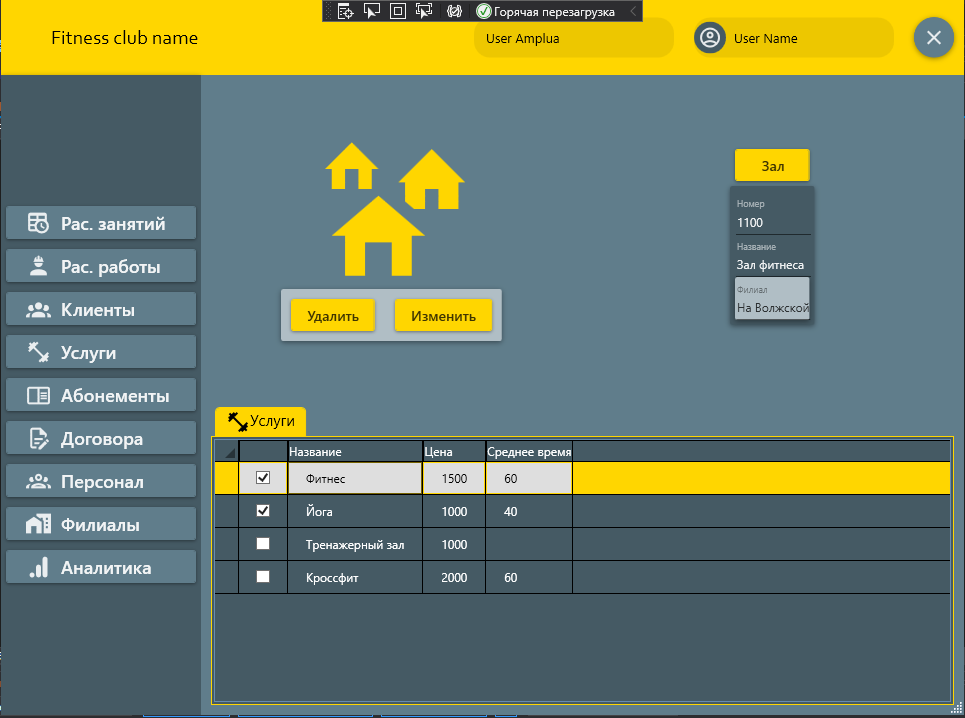 Горячая перезагрузка
Fitness club name
User Amplua
User Name
Зал
Номер
1100
Название
Зал фитнеса
Филиал
На Волжской
Рас. занятий
Рас. работы
Клиенты
Услуги
Абонементы
Договора
Персонал
Филиалы
Аналитика
Удалить
Изменить
Услуги
Название Цена Среднее время
Фитнес 1500 60
Йога 1000 40
Тренажерный зал 1000
Кроссфит 2000 60